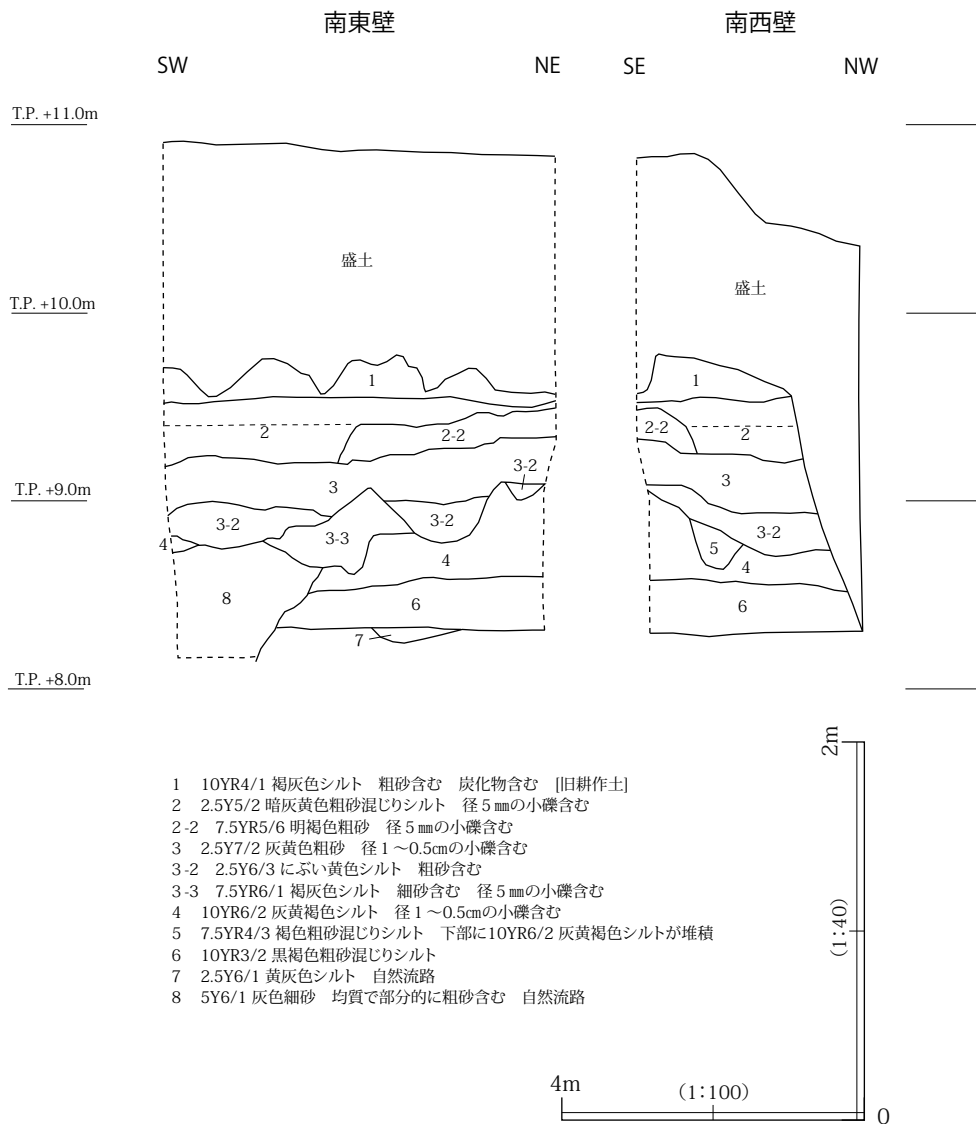 南東壁 南西壁
SW NE SE NW
T.P. +11.0m
盛土
盛土
T.P. +10.0m
1 1
2 2-2 2-2 2
3-2
3 3
T.P. +9.0m
3-2 3-3 3-2 3-2
4 4 5 4
8 6 6
7
T.P. +8.0m
2m
1 10YR4/1 褐灰色シルト 粗砂含む 炭化物含む [旧耕作土]
2 2.5Y5/2 暗灰黄色粗砂混じりシルト 径5㎜の小礫含む
2-2 7.5YR5/6 明褐色粗砂 径5㎜の小礫含む
3 2.5Y7/2 灰黄色粗砂 径1～0.5㎝の小礫含む
3-2 2.5Y6/3 にぶい黄色シルト 粗砂含む
3-3 7.5YR6/1 褐灰色シルト 細砂含む 径5㎜の小礫含む
4 10YR6/2 灰黄褐色シルト 径1～0.5㎝の小礫含む
5 7.5YR4/3 褐色粗砂混じりシルト 下部に10YR6/2 灰黄褐色シルトが堆積
6 10YR3/2 黒褐色粗砂混じりシルト
7 2.5Y6/1 黄灰色シルト 自然流路
8 5Y6/1 灰色細砂 均質で部分的に粗砂含む 自然流路
(1:40)
4m (1:100) 0